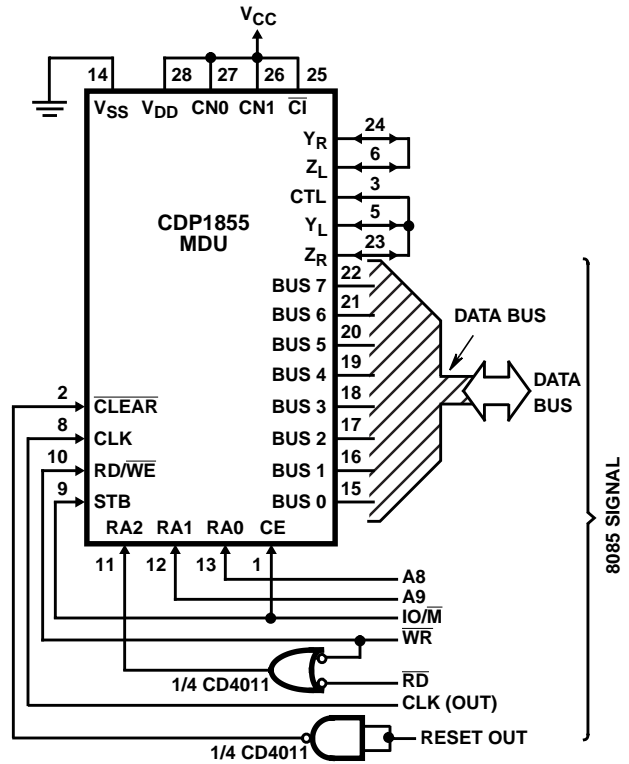 VCC
14 28 27 26 25
VSS VDD CN0 CN1 CI
YR 24
ZL 6
CTL 3
YL 5
ZR 23
CDP1855
MDU
BUS 7 22
BUS 6 21
BUS 5 20
BUS 4 19
BUS 3 18
BUS 2 17
BUS 1 16
BUS 0 15
DATA BUS
DATA
BUS
8085 SIGNAL
2 CLEAR
8 CLK
10 RD/WE
9 STB
RA2 RA1 RA0 CE
11 12 13 1
A8
A9
IO/M
WR
RD
1/4 CD4011
CLK (OUT)
RESET OUT
1/4 CD4011